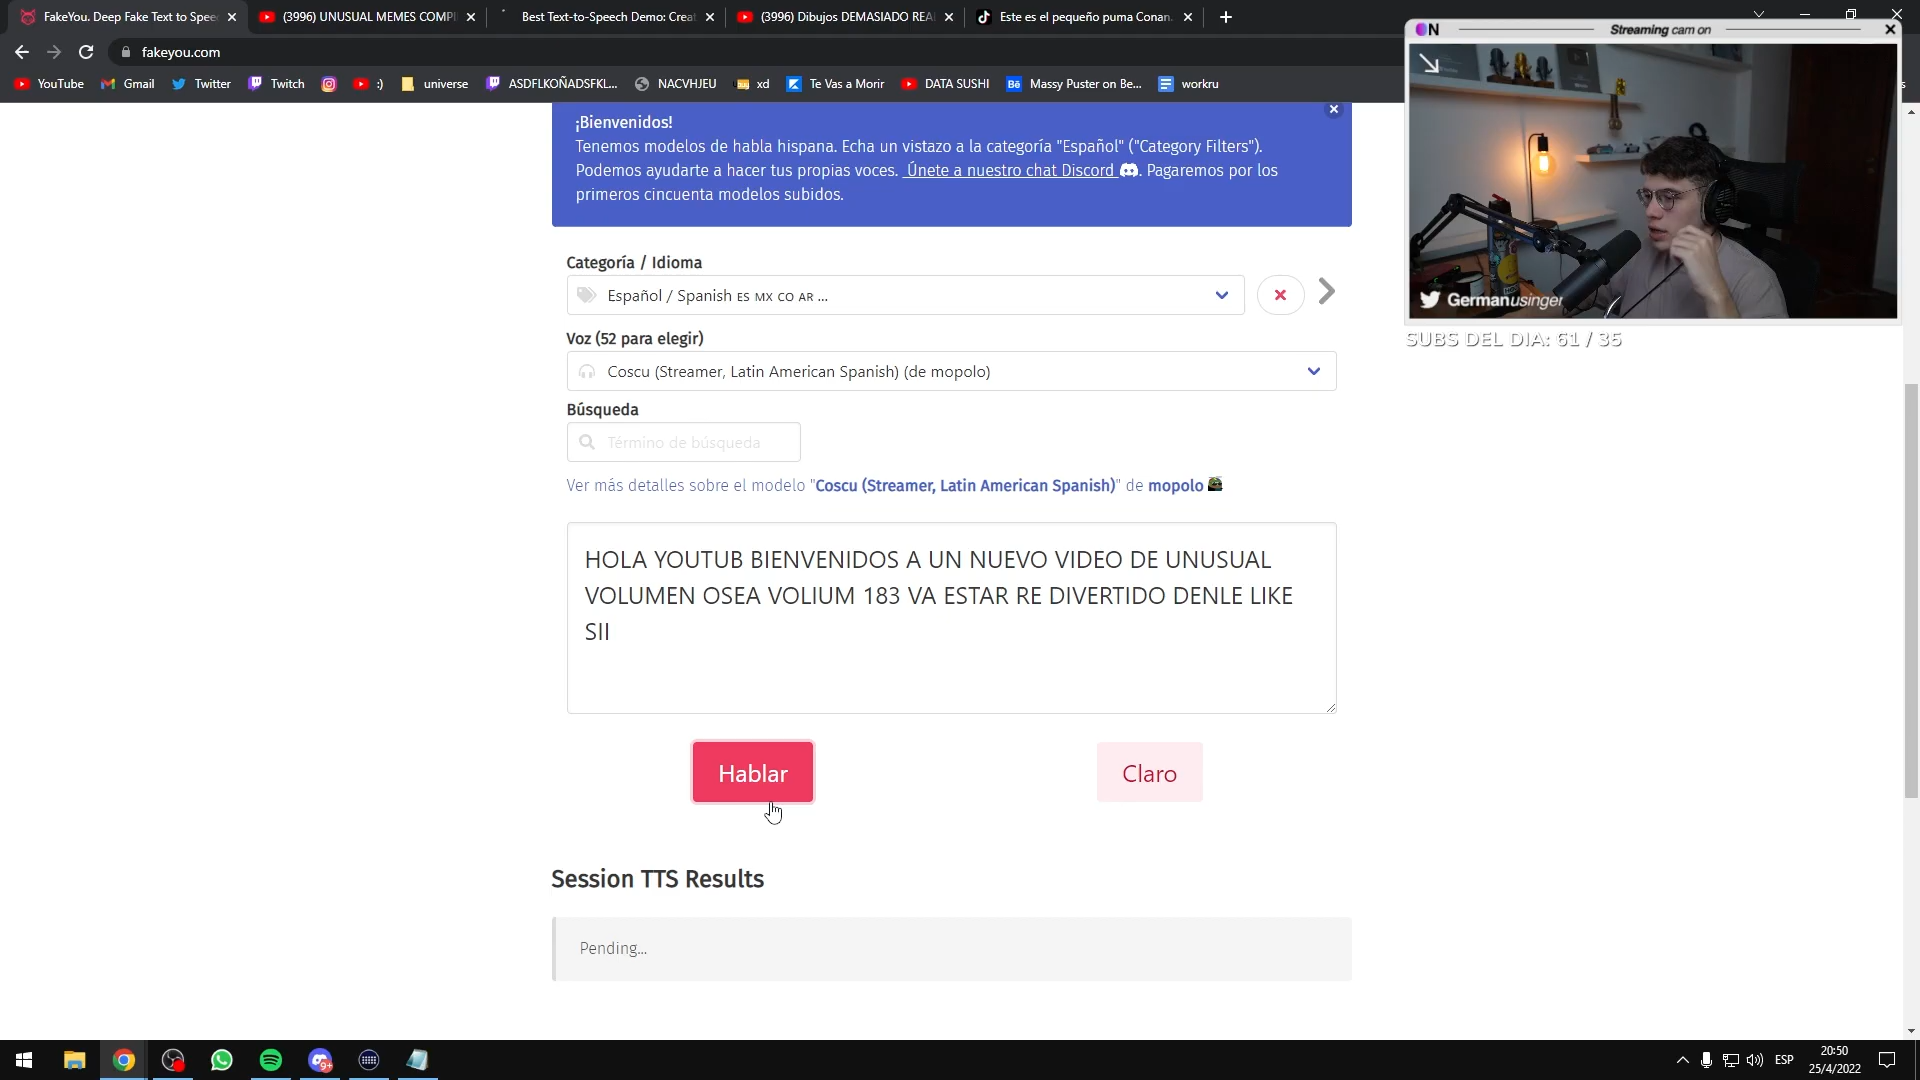 FakeYou. Deep Fake Text to Spee
(3996) UNUSUAL MEMES COMPI
Best Text-to-Speech Demo: Creat
(3996) Dibujos DEMASIADO REAL
Este es el pequeño puma Conan.
fakeyou.com
YouTube
Gmail
Twitter
Twitch
:)
universe
ASDFLKOÑADSFKL...
NACVHJEU
xd
Te Vas a Morir
DATA SUSHI
Bē Massy Puster on Be...
workru
ON
Streaming cam on
Germanusinger
SUBS DEL DIA: 61 / 35
¡Bienvenidos!
Tenemos modelos de habla hispana. Echa un vistazo a la categoría "Español" ("Category Filters").
Podemos ayudarte a hacer tus propias voces. Únete a nuestro chat Discord . Pagaremos por los
primeros cincuenta modelos subidos.
Categoría / Idioma
Español / Spanish ES MX CO AR ...
Voz (52 para elegir)
Coscu (Streamer, Latin American Spanish) (de mopolo)
Búsqueda
Término de búsqueda
Ver más detalles sobre el modelo "Coscu (Streamer, Latin American Spanish)" de mopolo
HOLA YOUTUB BIENVENIDOS A UN NUEVO VIDEO DE UNUSUAL
VOLUMEN OSEA VOLIUM 183 VA ESTAR RE DIVERTIDO DENLE LIKE
SII
Hablar
Claro
Session TTS Results
Pending...
9+
ESP
20:50
25/4/2022